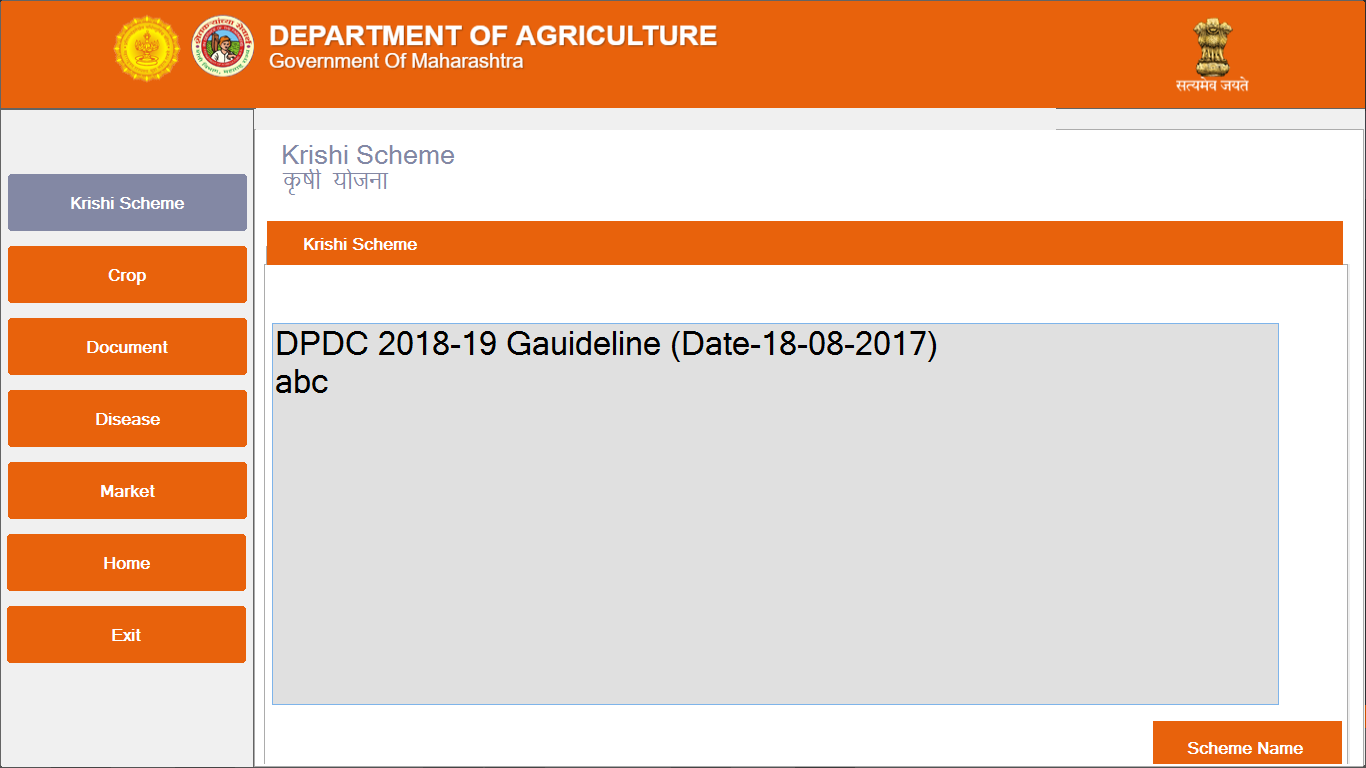 DEPARTMENT OF AGRICULTURE
Government Of Maharashtra
सत्यमेव जयते
Krishi Scheme
Crop
Document
Disease
Market
Home
Exit
Krishi Scheme
कृषी योजना
Krishi Scheme
DPDC 2018-19 Gauideline (Date-18-08-2017)
abc
Scheme Name